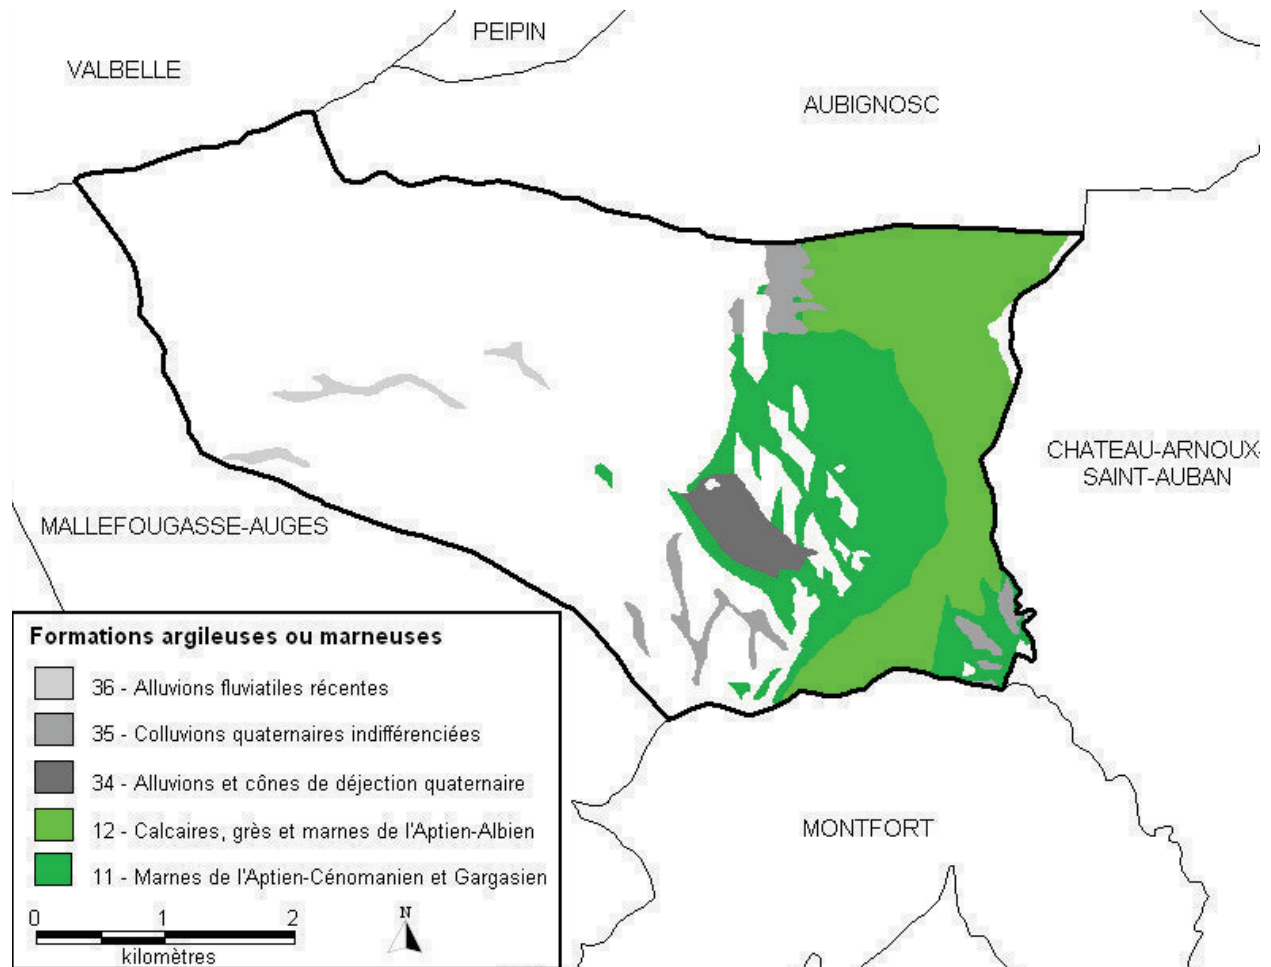 PEIPIN
VALBELLE
AUBIGNOSC
CHATEAU-ARNOUX-
SAINT-AUBAN
MALLEFOUGASSE-AUGES
MONTFORT
Formations argileuses ou marneuses
36 - Alluvions fluviatiles récentes
35 - Colluvions quaternaires indifférenciées
34 - Alluvions et cônes de déjection quaternaire
12 - Calcaires, grès et marnes de l'Aptien-Albien
11 - Marnes de l'Aptien-Cénomanien et Gargasien
0 1 2
kilomètres
N